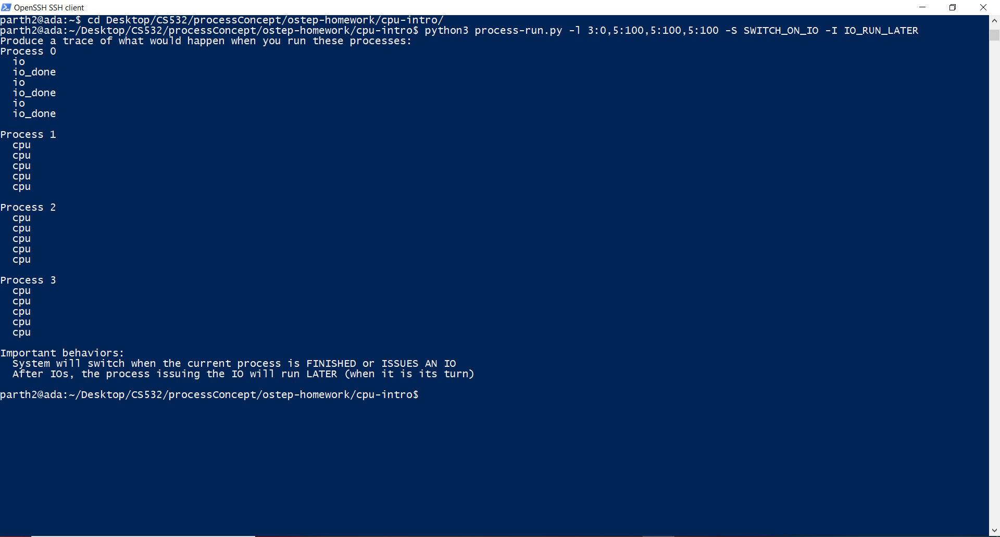 OpenSSH SSH client
parth2@ada:~$ cd Desktop/CS532/processConcept/ostep-homework/cpu-intro/
parth2@ada:~/Desktop/CS532/processConcept/ostep-homework/cpu-intro$ python3 process-run.py -l 3:0,5:100,5:100,5:100 -S SWITCH_ON_IO -I IO_RUN_LATER
Produce a trace of what would happen when you run these processes:
Process 0
  io
  io_done
  io
  io_done
  io
  io_done

Process 1
  cpu
  cpu
  cpu
  cpu
  cpu

Process 2
  cpu
  cpu
  cpu
  cpu
  cpu

Process 3
  cpu
  cpu
  cpu
  cpu
  cpu

Important behaviors:
  System will switch when the current process is FINISHED or ISSUES AN IO
  After IOs, the process issuing the IO will run LATER (when it is its turn)

parth2@ada:~/Desktop/CS532/processConcept/ostep-homework/cpu-intro$